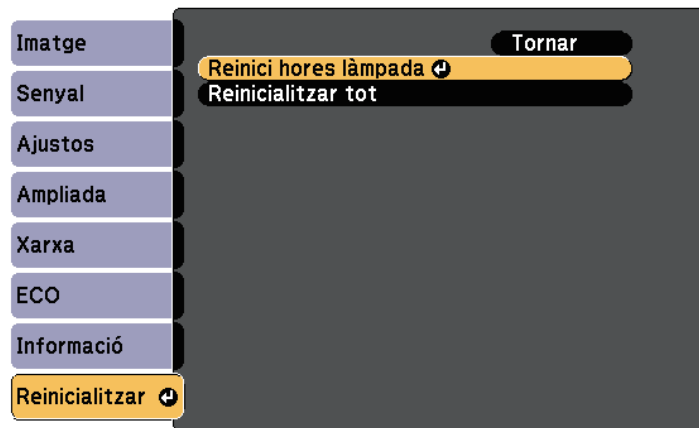 Imatge
Senyal
Ajustos
Ampliada
Xarxa
ECO
Informació
Reinicialitzar
Tornar
Reinici hores làmpada
Reinicialitzar tot